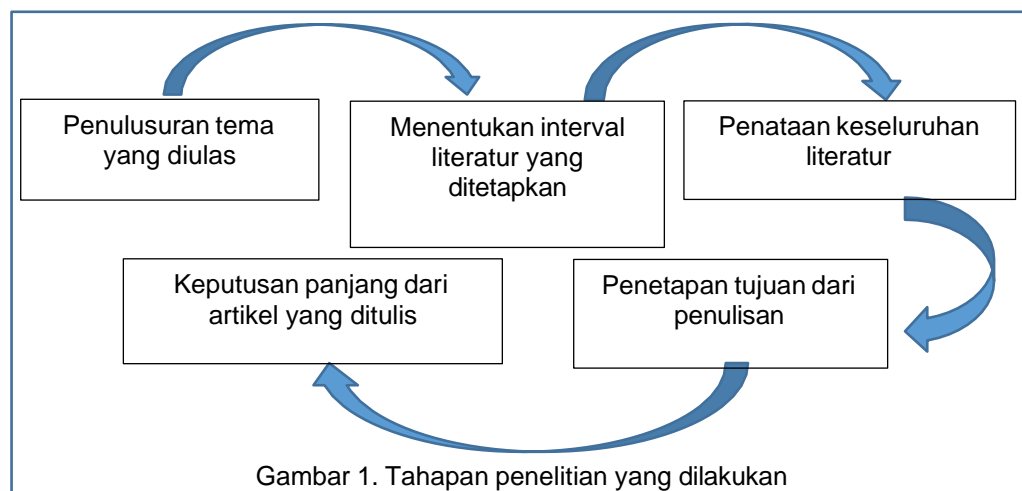 Penulusuran tema
yang diulas
Menentukan interval
literatur yang
ditetapkan
Penataan keseluruhan
literatur
Penetapan tujuan dari
penulisan
Keputusan panjang dari
artikel yang ditulis
Gambar 1. Tahapan penelitian yang dilakukan